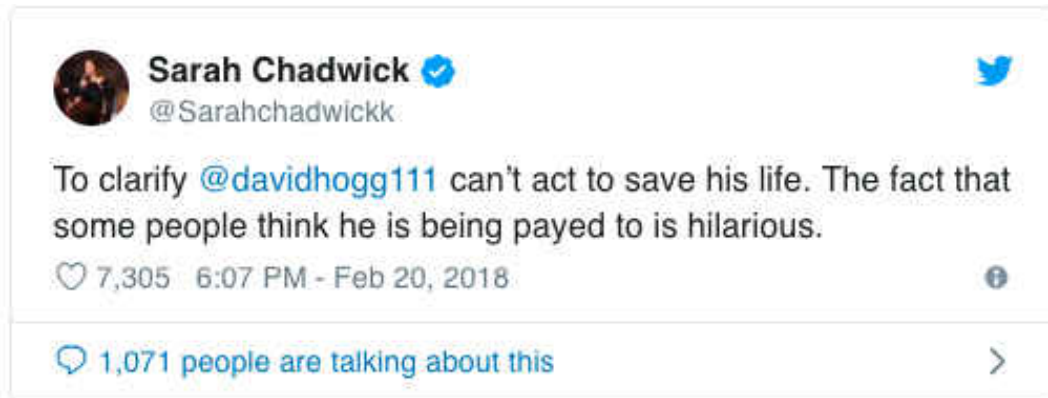 Sarah Chadwick
@Sarahchadwickk
To clarify @davidhogg111 can't act to save his life. The fact that
some people think he is being payed to is hilarious.
7,305 6:07 PM - Feb 20, 2018
1,071 people are talking about this